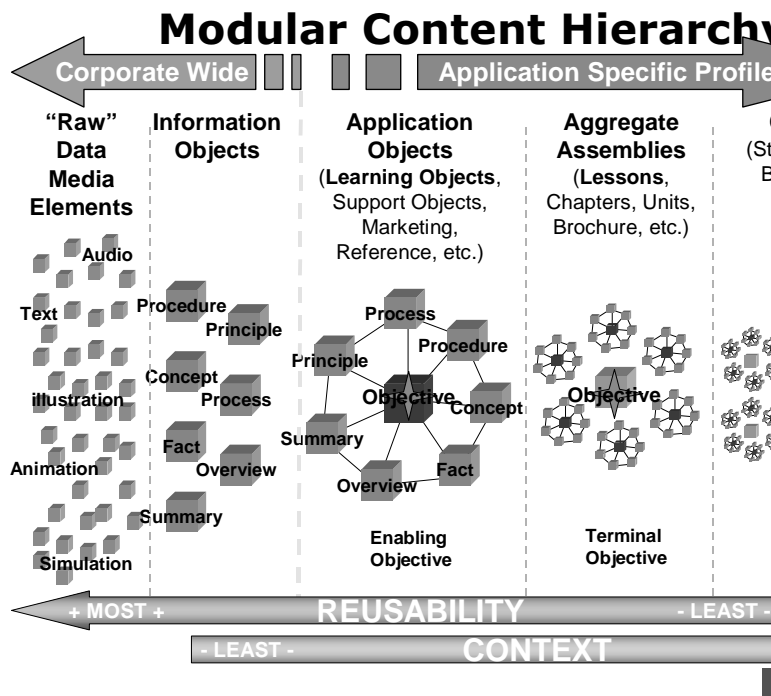 Modular Content Hierarchy
Corporate Wide
Application Specific Profile
“Raw”
Data
Media
Elements
Information
Objects
Application
Objects
(Learning Objects,
Support Objects,
Marketing,
Reference, etc.)
Aggregate
Assemblies
(Lessons,
Chapters, Units,
Brochure, etc.)
(St
B
Audio
Text
illustration
Animation
Simulation
Procedure
Principle
Concept
Process
Fact
Overview
Summary
Process
Principle
Procedure
Objective
Concept
Summary
Fact
Overview
Enabling
Objective
Objective
Terminal
Objective
+ MOST +
REUSABILITY
- LEAST -
- LEAST -
CONTEXT